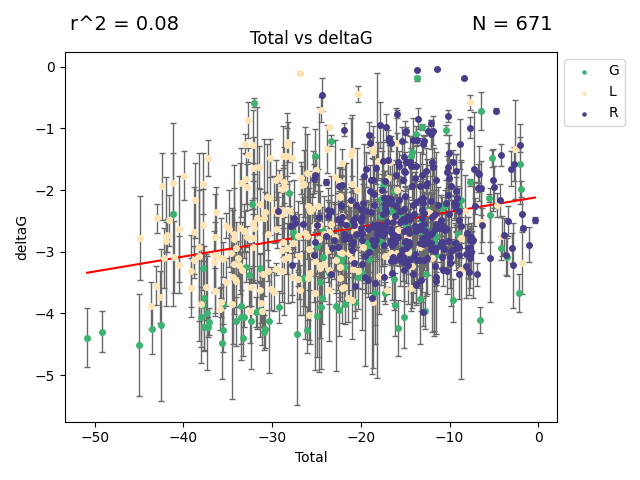 r^2 = 0.08
N = 671
Total vs deltaG
G
L
R
0
−1
−2
−3
−4
−5
deltaG
−50
−40
−30
−20
−10
0
Total